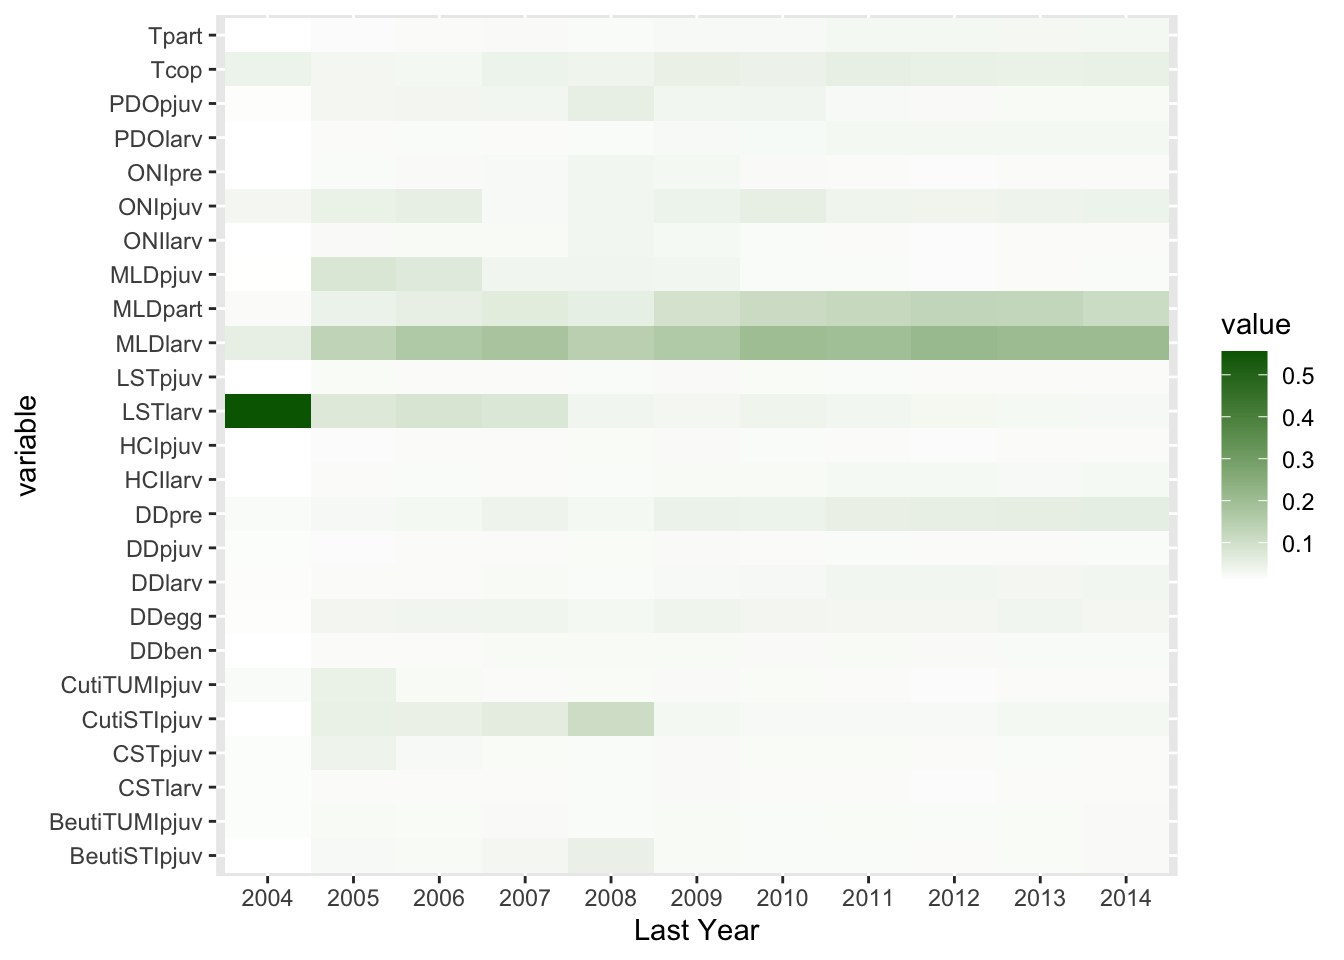 Tpart
Tcop
PDOpjuv
PDOlarv
ONIpre
ONIpjuv
ONIlarv
MLDpjuv
MLDpart
MLDlarv
LSTpjuv
LSTlarv
HCIpjuv
HCIlarv
DDpre
DDpjuv
DDlarv
DDegg
DDben
CutiTUMIpjuv
CutiSTIpjuv
CSTpjuv
CSTlarv
BeutiTUMIpjuv
BeutiSTIpjuv
variable
2004 2005 2006 2007 2008 2009 2010 2011 2012 2013 2014
Last Year
value
0.5
0.4
0.3
0.2
0.1